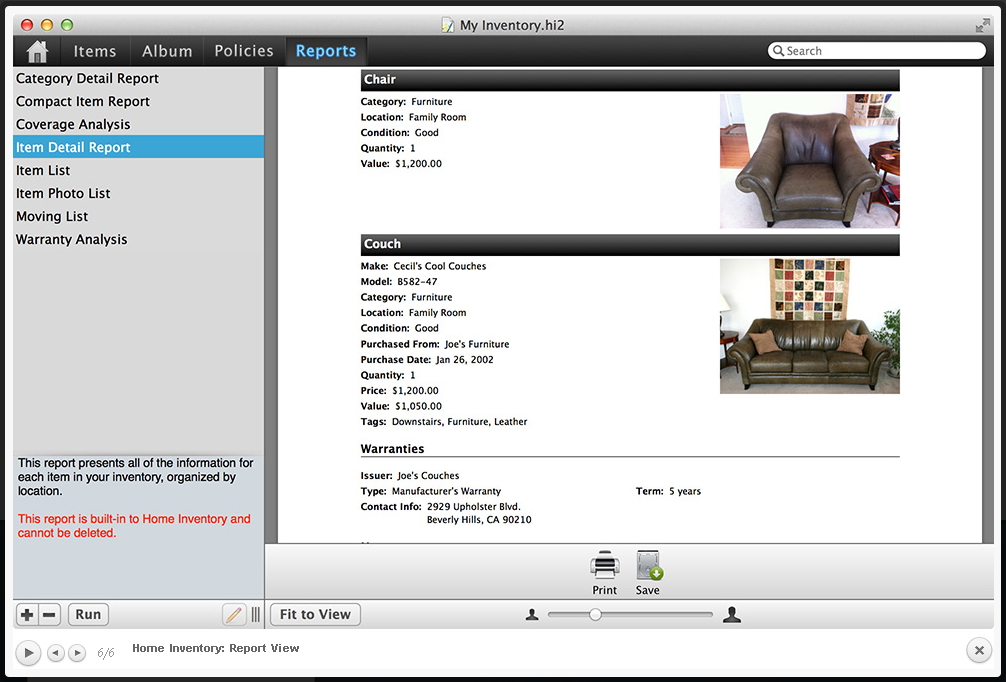 My Inventory.hi2
Items Album Policies Reports
Search
Category Detail Report
Compact Item Report
Coverage Analysis
Item Detail Report
Item List
Item Photo List
Moving List
Warranty Analysis
This report presents all of the information for
each item in your inventory, organized by
location.
This report is built-in to Home Inventory and
cannot be deleted.
Run
Chair
Category: Furniture
Location: Family Room
Condition: Good
Quantity: 1
Value: $1,200.00
Couch
Make: Cecil's Cool Couches
Model: B582-47
Category: Furniture
Location: Family Room
Condition: Good
Purchased From: Joe's Furniture
Purchase Date: Jan 26, 2002
Quantity: 1
Price: $1,200.00
Value: $1,050.00
Tags: Downstairs, Furniture, Leather
Warranties
Issuer: Joe's Couches
Type: Manufacturer's Warranty Term: 5 years
Contact Info: 2929 Upholster Blvd.
Beverly Hills, CA 90210
Print Save
Fit to View
6/6 Home Inventory: Report View